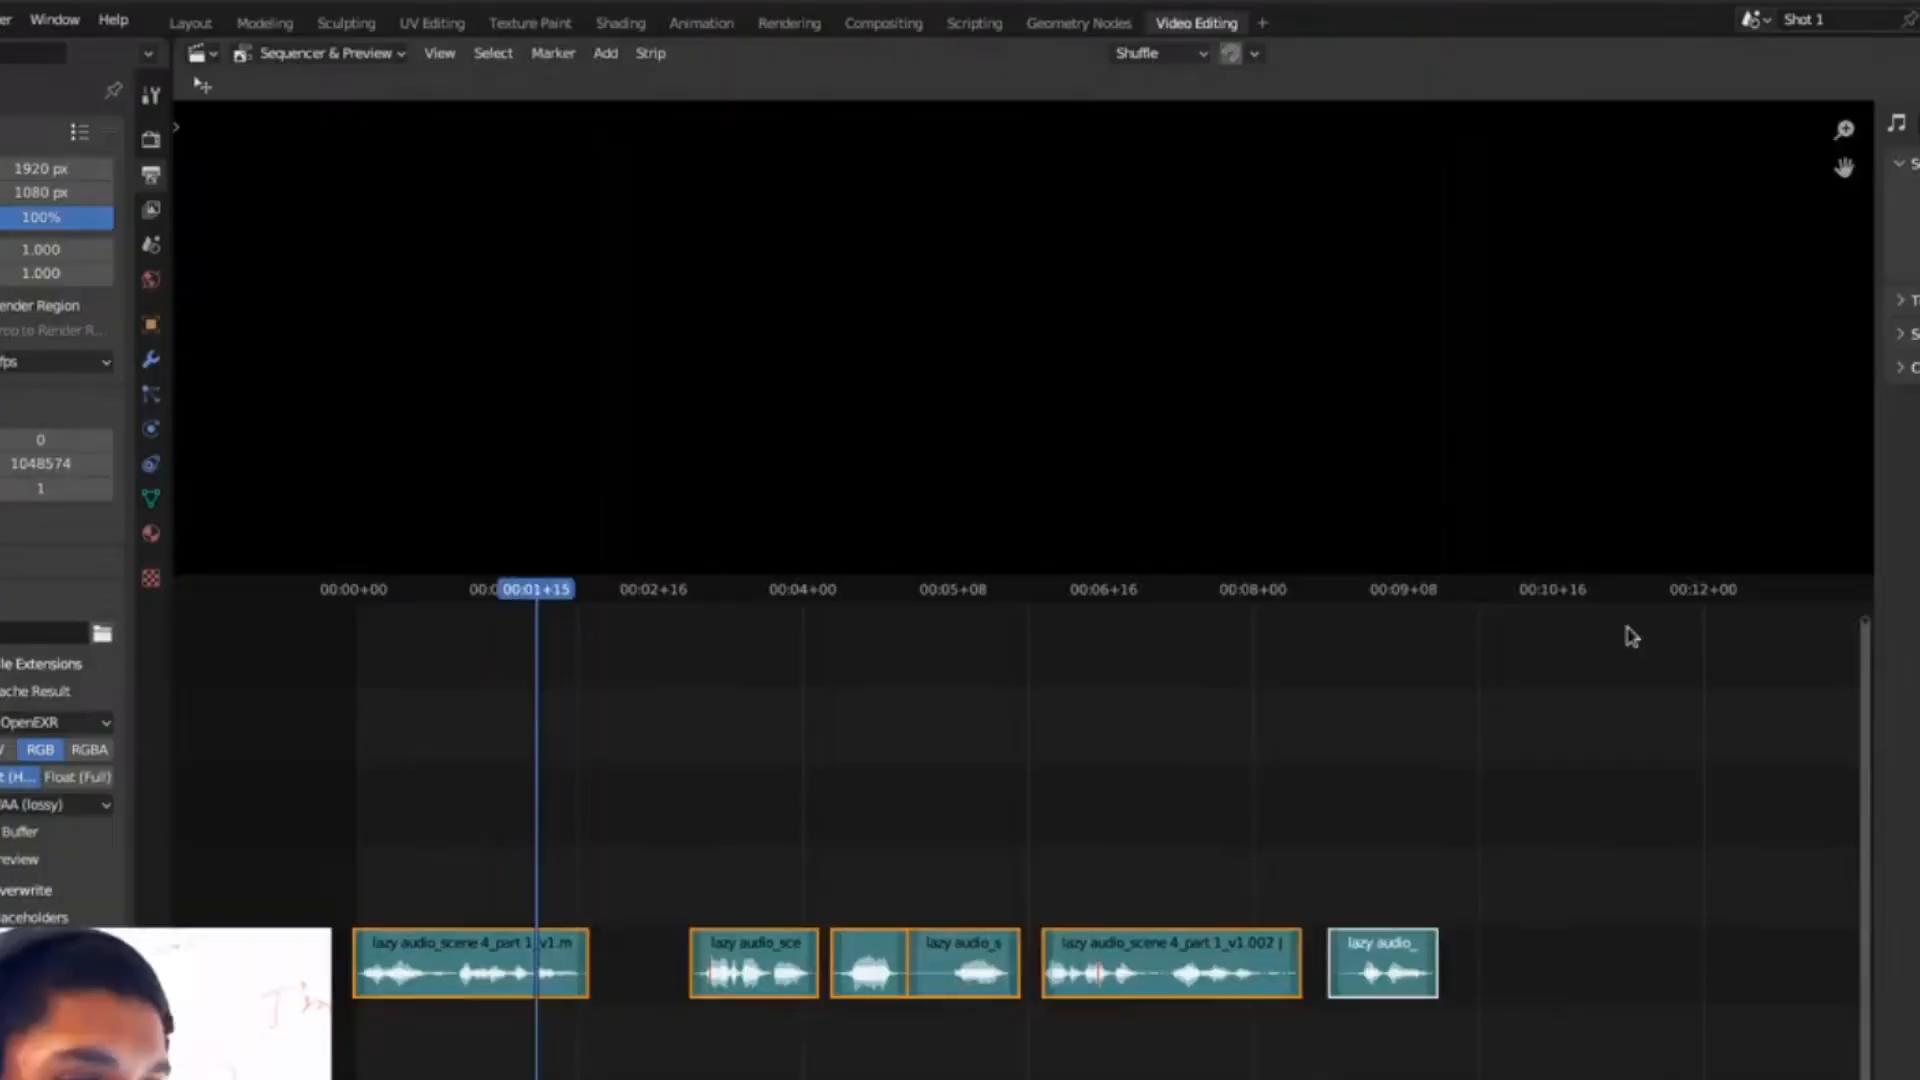 Window Help Layout Modeling Sculpting UV Editing Texture Paint Shading Animation Rendering Compositing Scripting Geometry Nodes Video Editing + Shot 1
Sequencer & Preview View Select Marker Add Strip Shuffle
1920 px
1080 px
100%
1.000
1.000
ender Region
rop to Render R...
fps
0
1048574
1
00:00+00 00:0 00:01+15 00:02+16 00:04+00 00:05+08 00:06+16 00:08+00 00:09+08 00:10+16 00:12+00
le Extensions
ache Result
OpenEXR
RGB RGBA
t (H... Float (Full)
AA (lossy)
Buffer
review
verwrite
laceholders
lazy audio_scene 4_part 1_v1.m lazy audio_sce lazy audio_s lazy audio_scene 4_part 1_v1.002 | lazy audio_